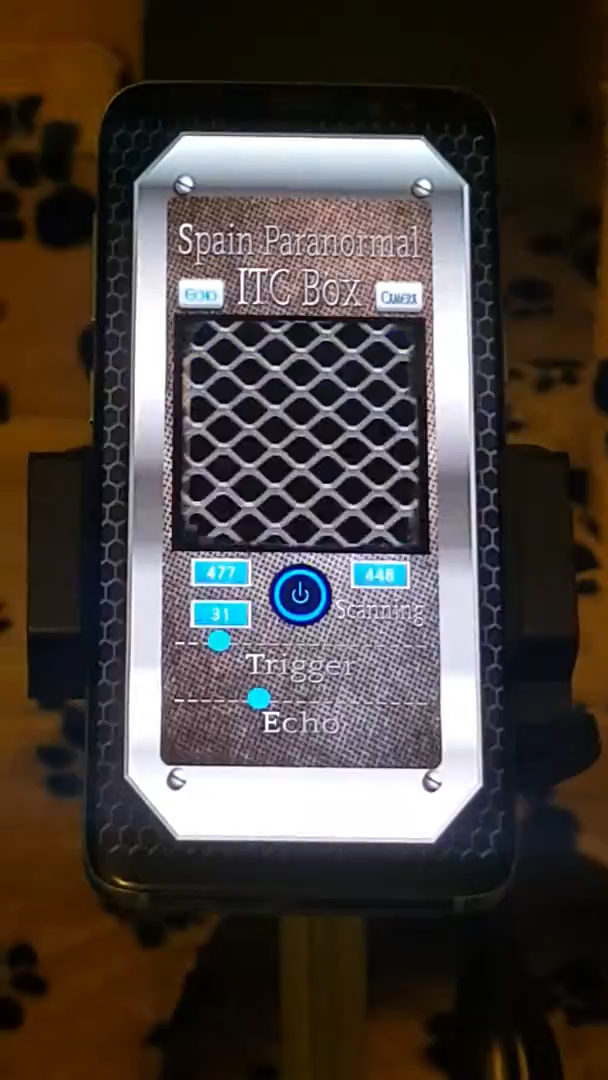 Spain Paranormal
ITC Box
Echo
Camera
477
448
31
Scanning
Trigger
Echo